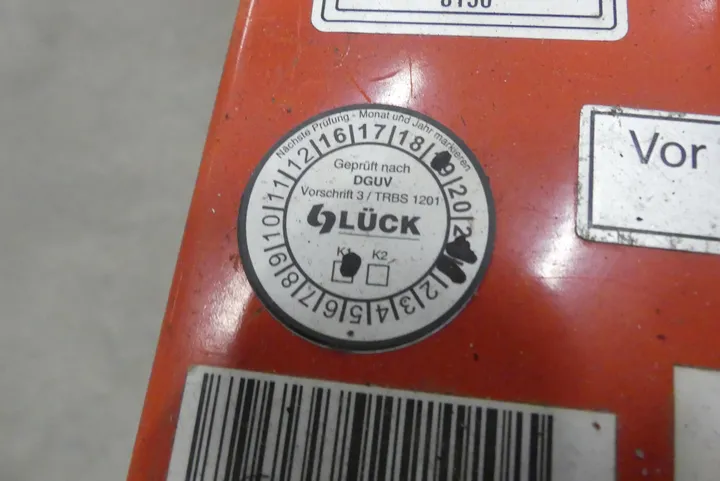 Vor
Nächste Prüfung - Monat und Jahr markieren
16 17 18 19 20
2 3 4 5 6 7 8 9 10 11 12
Geprüft nach
DGUV
Vorschrift 3 / TRBS 1201
LÜCK
K1 K2